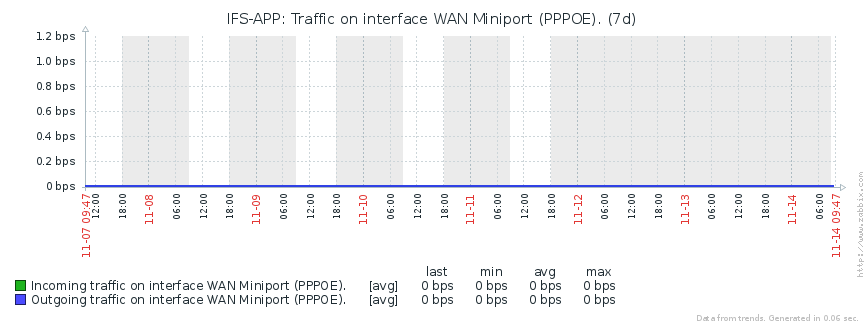 IFS-APP: Traffic on interface WAN Miniport (PPPOE). (7d)
1.2 bps
1.0 bps
0.8 bps
0.6 bps
0.4 bps
0.2 bps
0 bps
11-07 09:47 12:00 18:00 11-08 06:00 12:00 18:00 11-09 06:00 12:00 18:00 11-10 06:00 12:00 18:00 11-11 06:00 12:00 18:00 11-12 06:00 12:00 18:00 11-13 06:00 12:00 18:00 11-14 06:00 11-14 09:47
http://www.zabbix.com
last min avg max
Incoming traffic on interface WAN Miniport (PPPOE). [avg] 0 bps 0 bps 0 bps 0 bps
Outgoing traffic on interface WAN Miniport (PPPOE). [avg] 0 bps 0 bps 0 bps 0 bps
Data from trends. Generated in 0.06 sec.